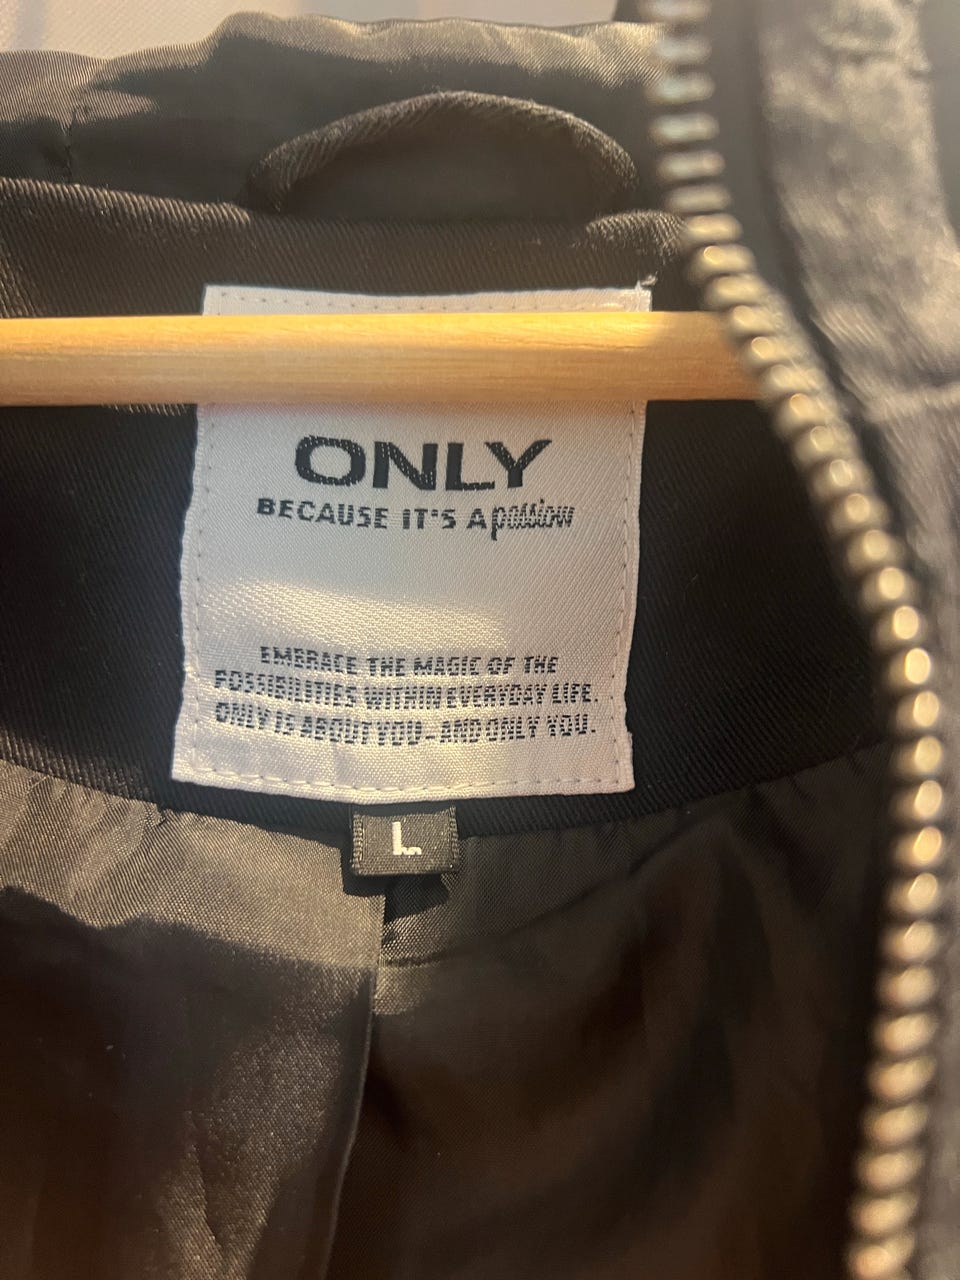 ONLY
BECAUSE IT'S A passion
EMBRACE THE MAGIC OF THE
POSSIBILITIES WITHIN EVERYDAY LIFE.
ONLY IS ABOUT YOU-AND ONLY YOU.
L